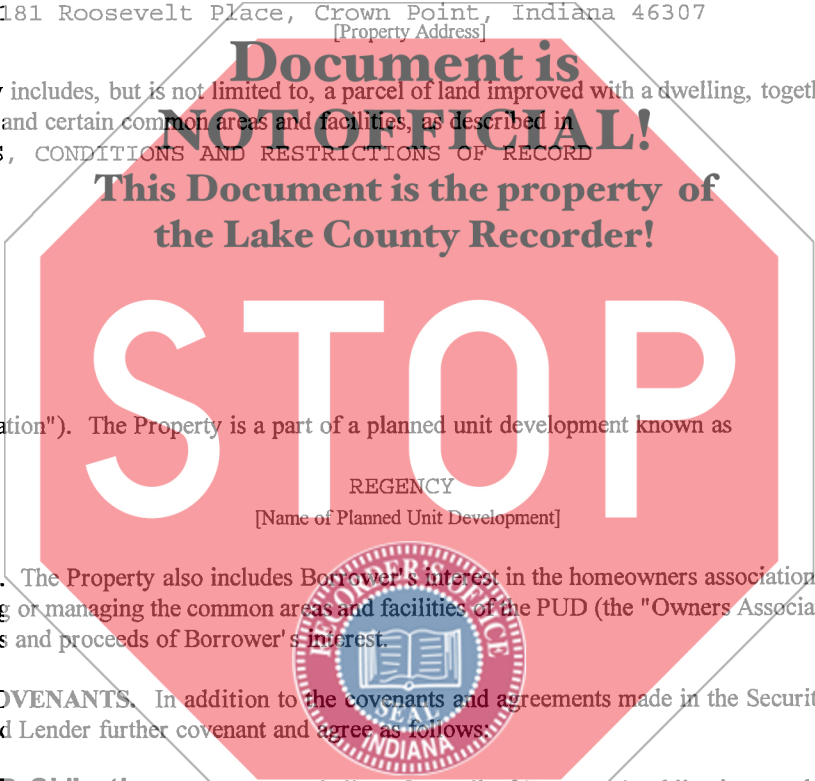 181 Roosevelt Place, Crown Point, Indiana 46307
[Property Address]
Document is
includes, but is not limited to, a parcel of land improved with a dwelling, togeth
NOT OFFICIAL!
and certain common areas and facilities, as described in
, CONDITIONS AND RESTRICTIONS OF RECORD
This Document is the property of
the Lake County Recorder!
STOP
ation"). The Property is a part of a planned unit development known as
REGENCY
[Name of Planned Unit Development]
. The Property also includes Borrower's interest in the homeowners association
g or managing the common areas and facilities of the PUD (the "Owners Associa
s and proceeds of Borrower's interest.
RECORDER'S OFFICE
SEAL
INDIANA
OVENANTS. In addition to the covenants and agreements made in the Securit
d Lender further covenant and agree as follows: